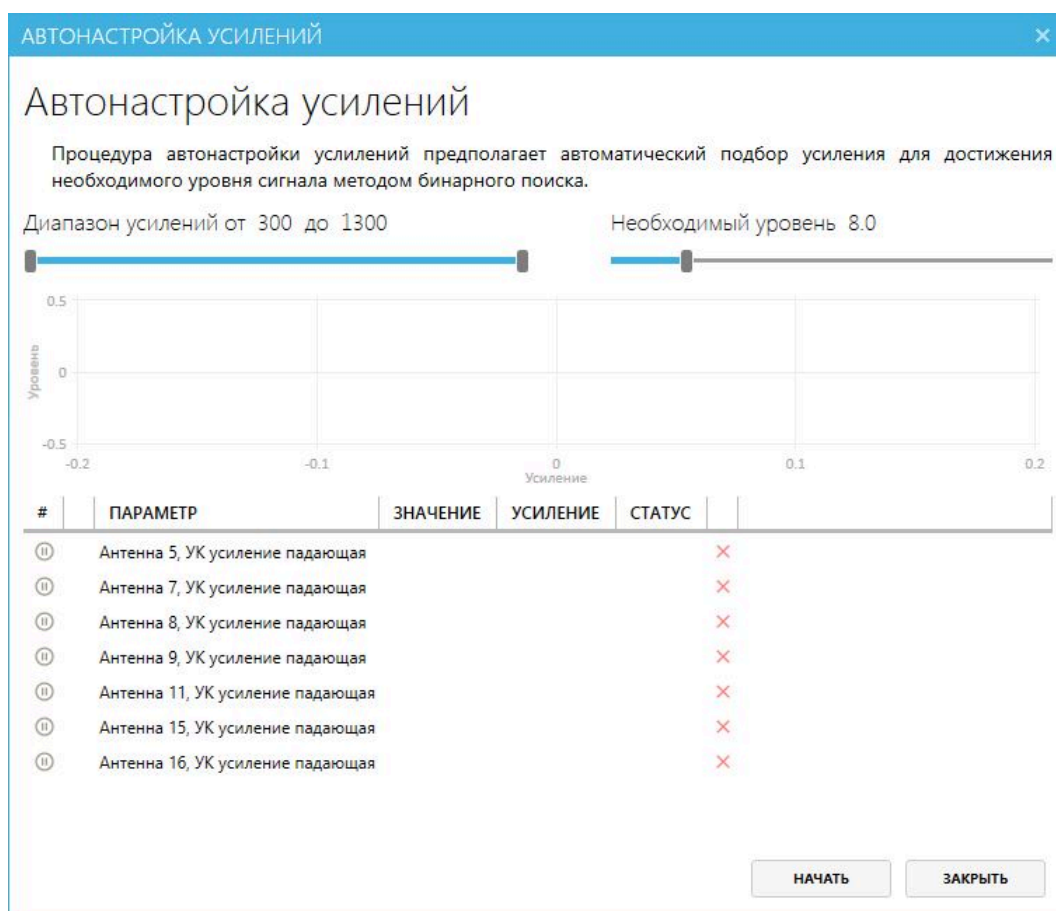 АВТОНАСТРОЙКА УСИЛЕНИЙ
Автонастройка усилений
Процедура автонастройки услилений предполагает автоматический подбор усиления для достижения
необходимого уровня сигнала методом бинарного поиска.
Диапазон усилений от 300 до 1300
Необходимый уровень 8.0
0.5
Уровень
0
-0.5
-0.2 -0.1 0 0.1 0.2
Усиление
# ПАРАМЕТР ЗНАЧЕНИЕ УСИЛЕНИЕ СТАТУС
Антенна 5, УК усиление падающая
Антенна 7, УК усиление падающая
Антенна 8, УК усиление падающая
Антенна 9, УК усиление падающая
Антенна 11, УК усиление падающая
Антенна 15, УК усиление падающая
Антенна 16, УК усиление падающая
НАЧАТЬ ЗАКРЫТЬ